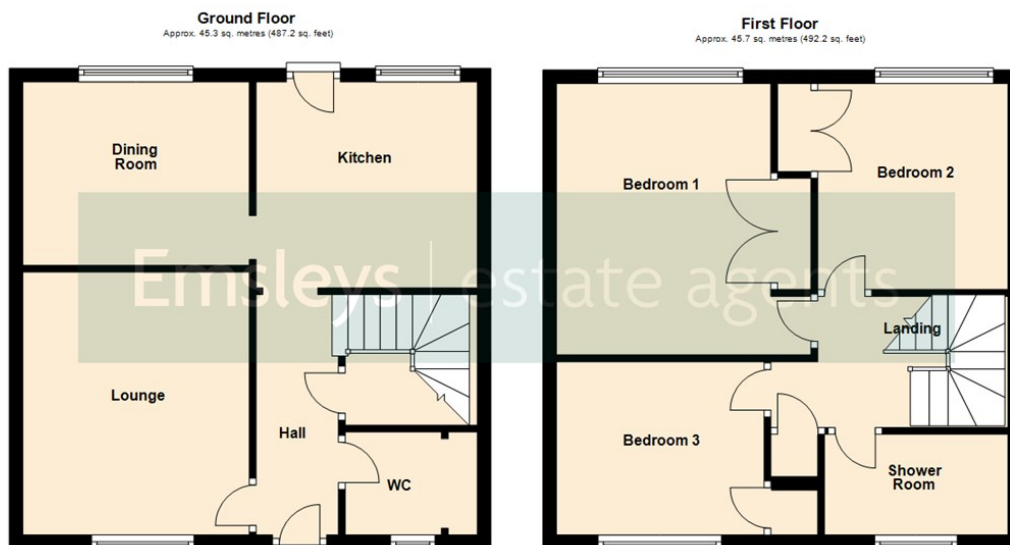 Ground Floor
Approx. 45.3 sq. metres (487.2 sq. feet)
Dining
Room
Kitchen
Lounge
Hall
WC
First Floor
Approx. 45.7 sq. metres (492.2 sq. feet)
Bedroom 1
Bedroom 2
Landing
Bedroom 3
Shower
Room
Emsleys | estate agents